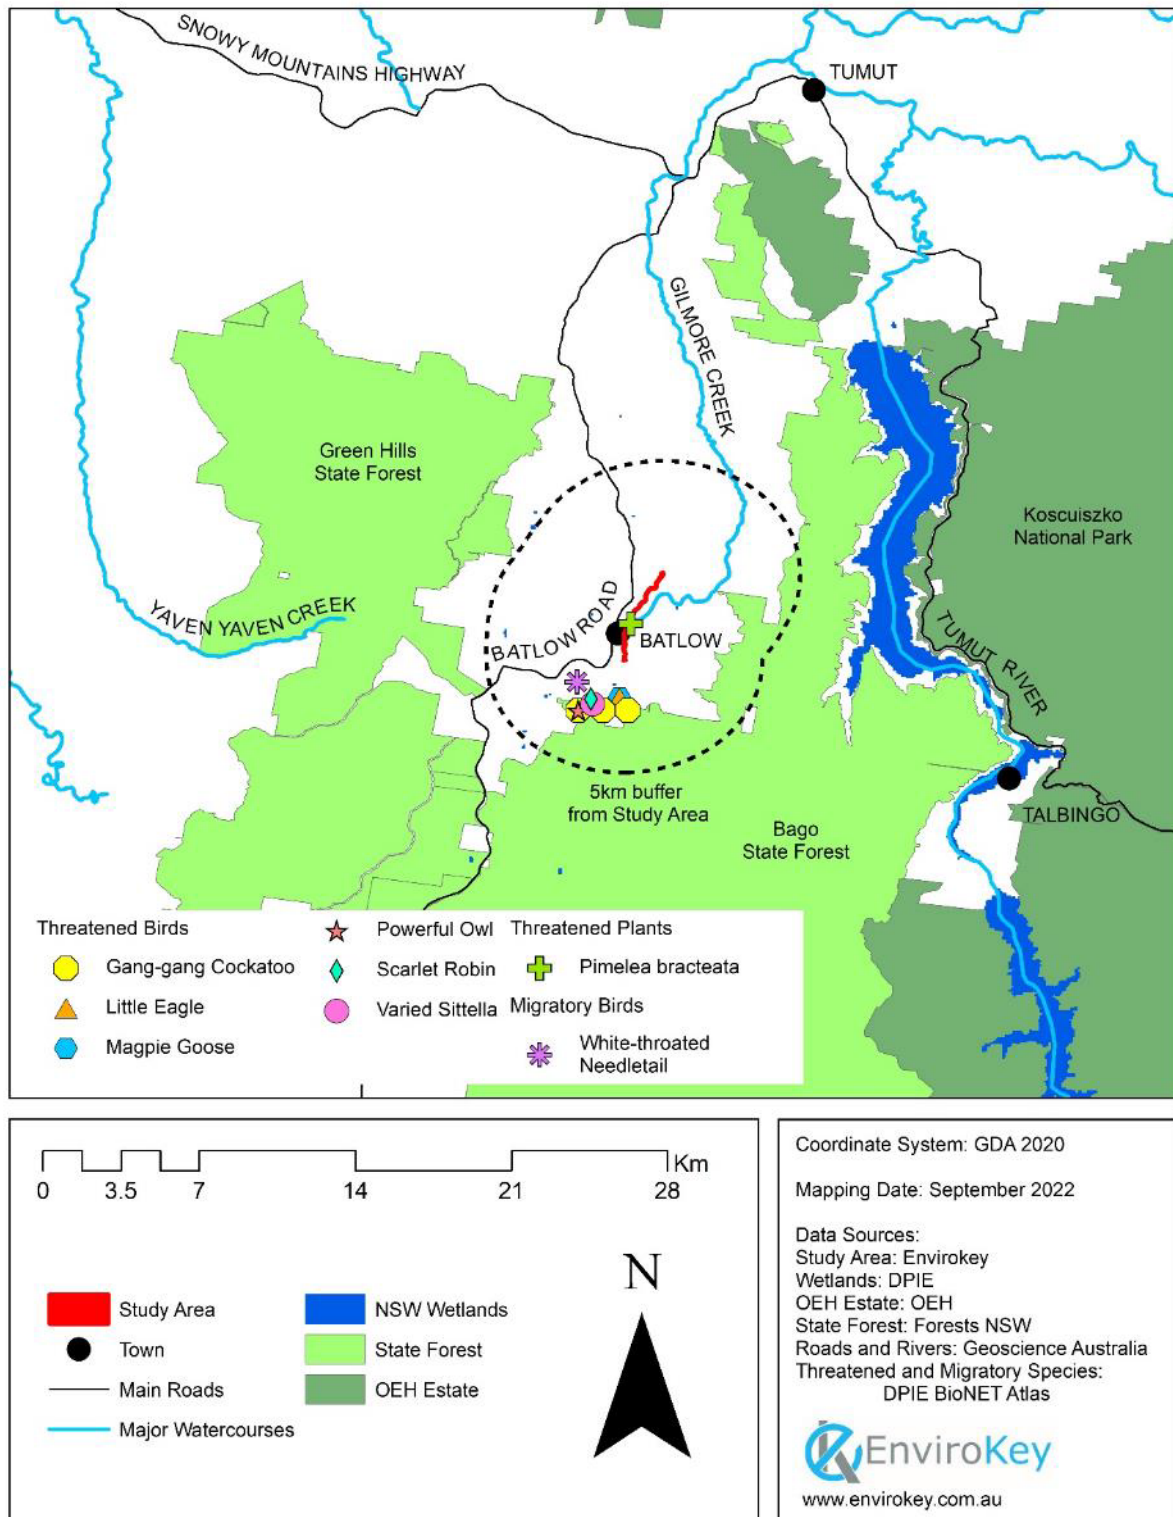 SNOWY MOUNTAINS HIGHWAY
TUMUT
GILMORE CREEK
Green Hills
State Forest
Koscuiszko
National Park
YAVEN YAVEN CREEK
BATLOW ROAD
BATLOW
TUMUT RIVER
5km buffer
from Study Area
Bago
State Forest
TALBINGO
Threatened Birds
Gang-gang Cockatoo
Little Eagle
Magpie Goose
Powerful Owl
Scarlet Robin
Varied Sittella
Threatened Plants
Pimelea bracteata
Migratory Birds
White-throated
Needletail
Km
0 3.5 7 14 21 28
N
Study Area
Town
Main Roads
Major Watercourses
NSW Wetlands
State Forest
OEH Estate
Coordinate System: GDA 2020
Mapping Date: September 2022
Data Sources:
Study Area: Envirokey
Wetlands: DPIE
OEH Estate: OEH
State Forest: Forests NSW
Roads and Rivers: Geoscience Australia
Threatened and Migratory Species:
DPIE BioNET Atlas
EnviroKey
www.envirokey.com.au